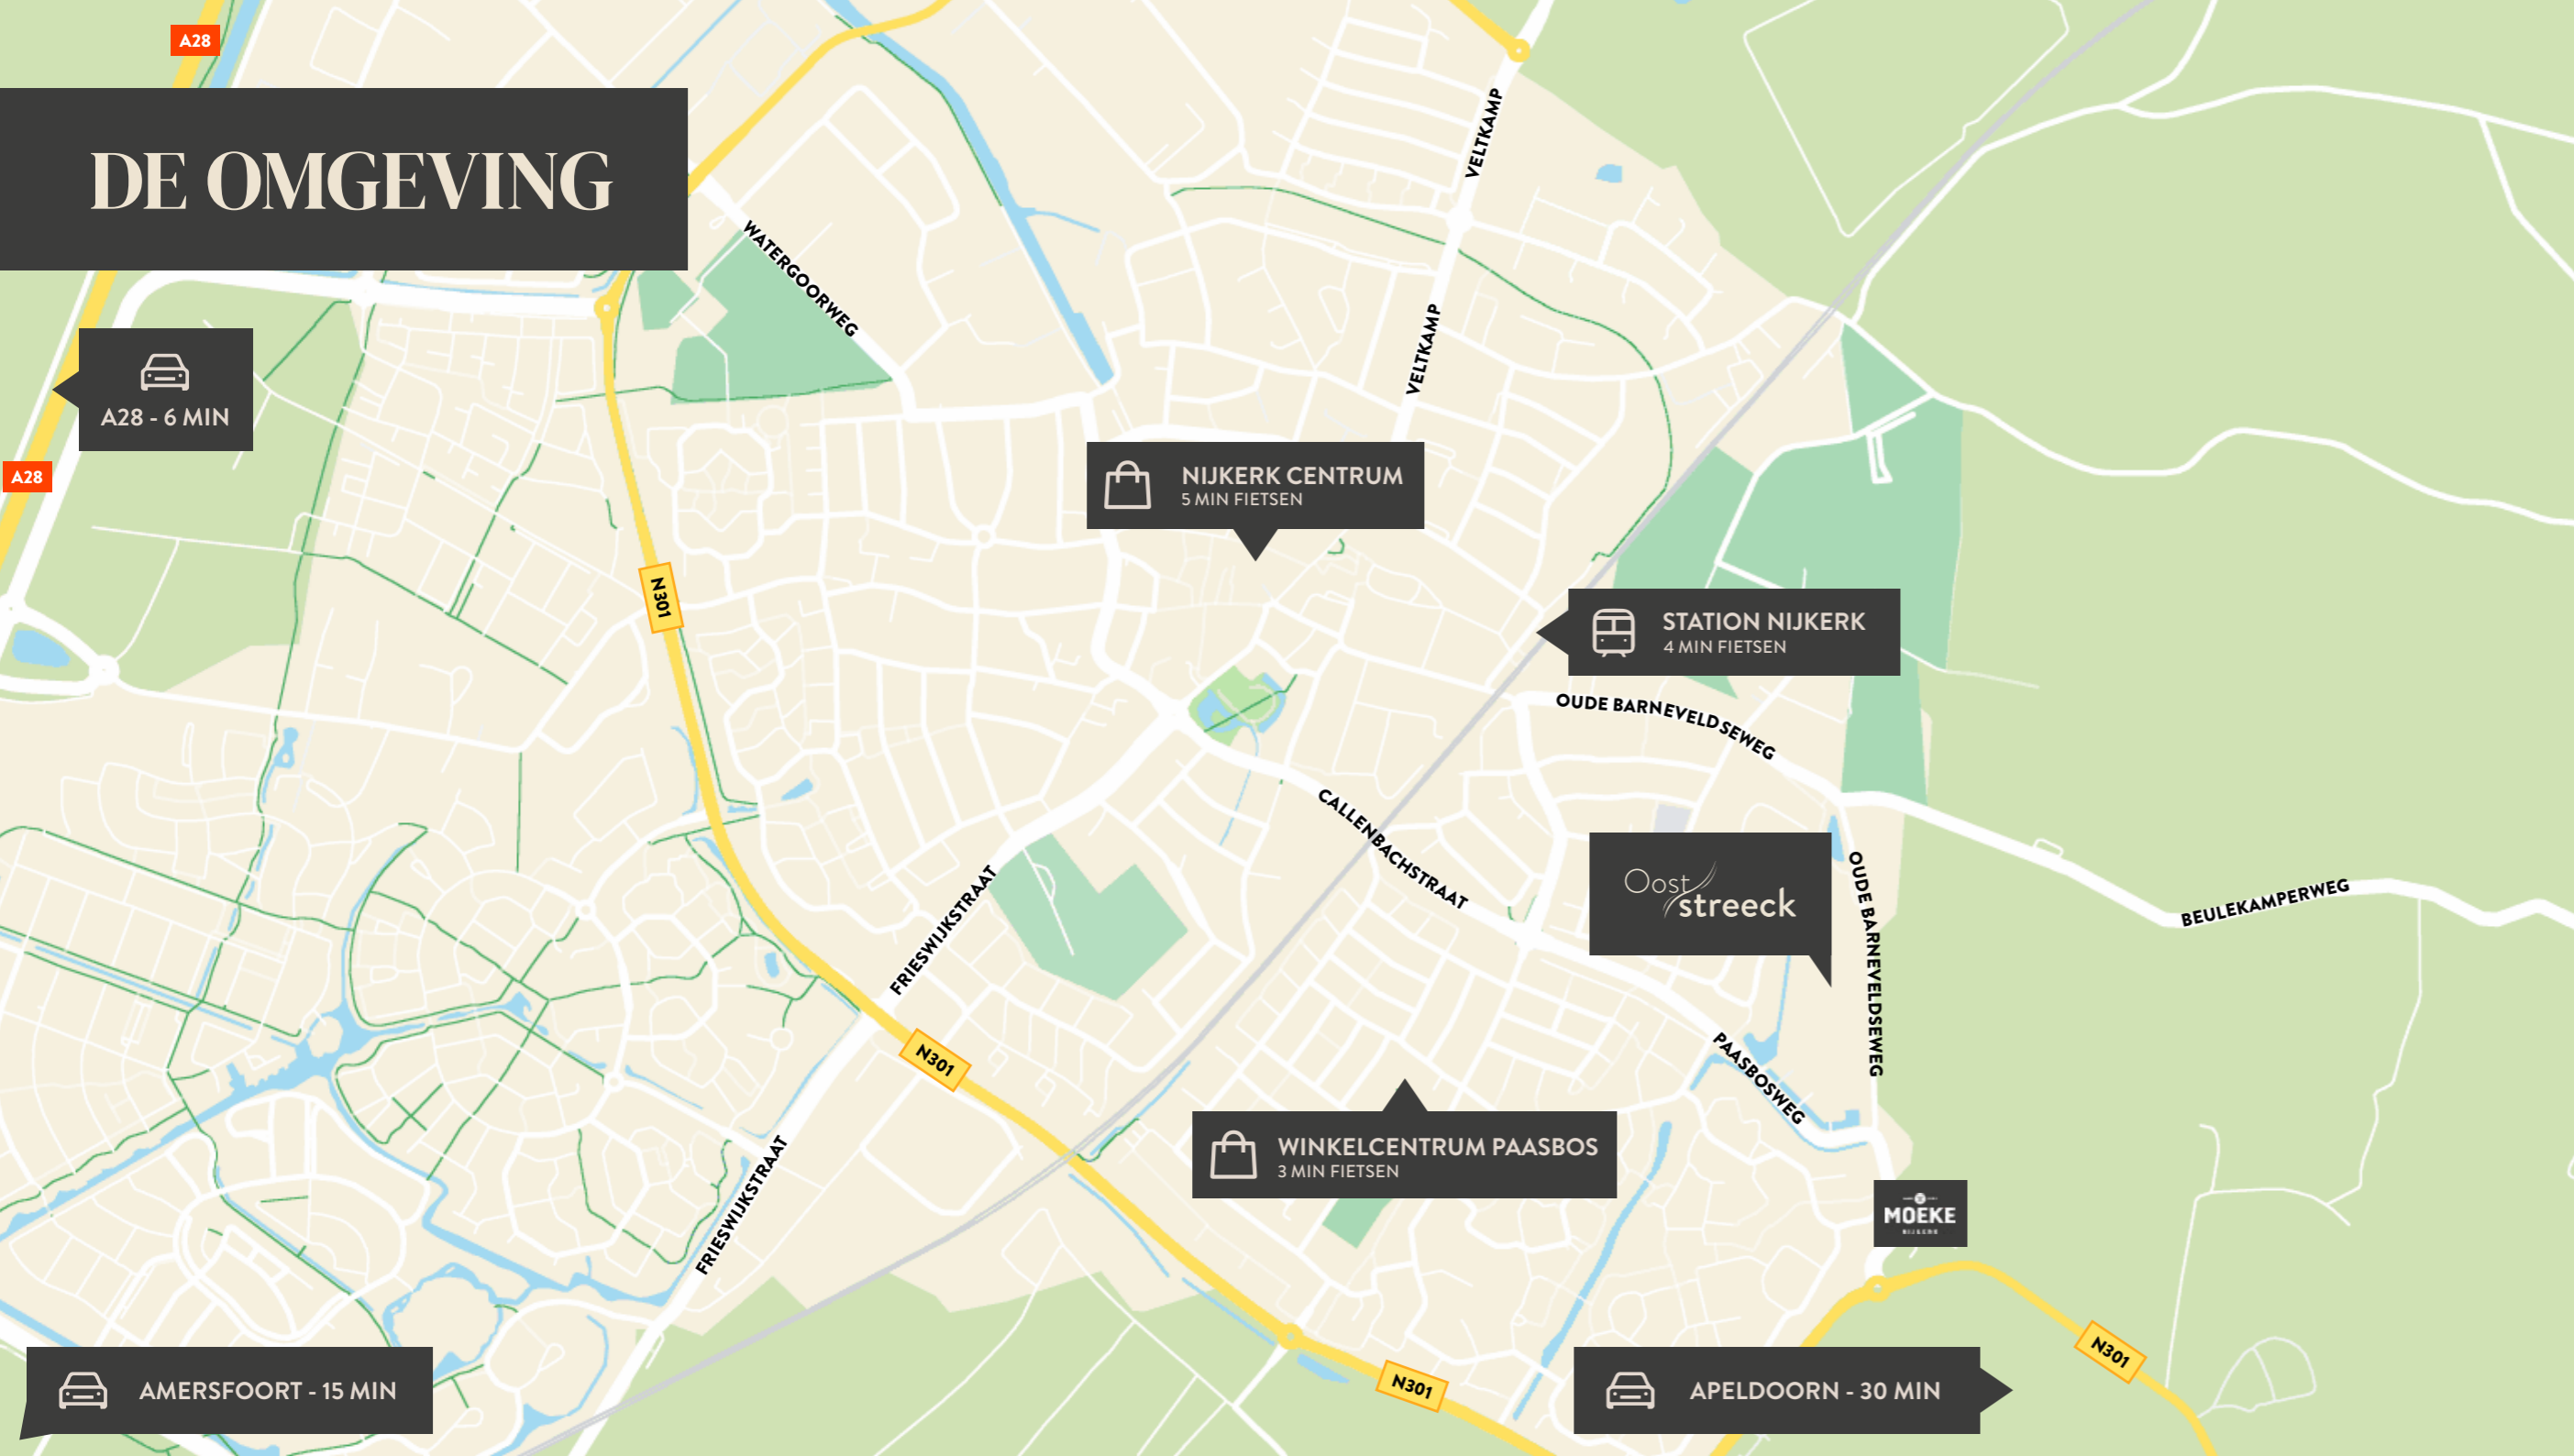 A28
DE OMGEVING
VELTKAMP
WATERGOORWEG
VELTKAMP
A28 - 6 MIN
A28
NIJKERK CENTRUM
5 MIN FIETSEN
N301
STATION NIJKERK
4 MIN FIETSEN
OUDE BARNEVELDSEWEG
CALLENBACHSTRAAT
Oost
streeck
OUDE BARNEVELDSEWEG
BEULEKAMPERWEG
FRIESWIJKSTRAAT
N301
PAASBOSWEG
WINKELCENTRUM PAASBOS
3 MIN FIETSEN
FRIESWIJKSTRAAT
MOEKE
NIJKERK
N301
N301
AMERSFOORT - 15 MIN
APELDOORN - 30 MIN